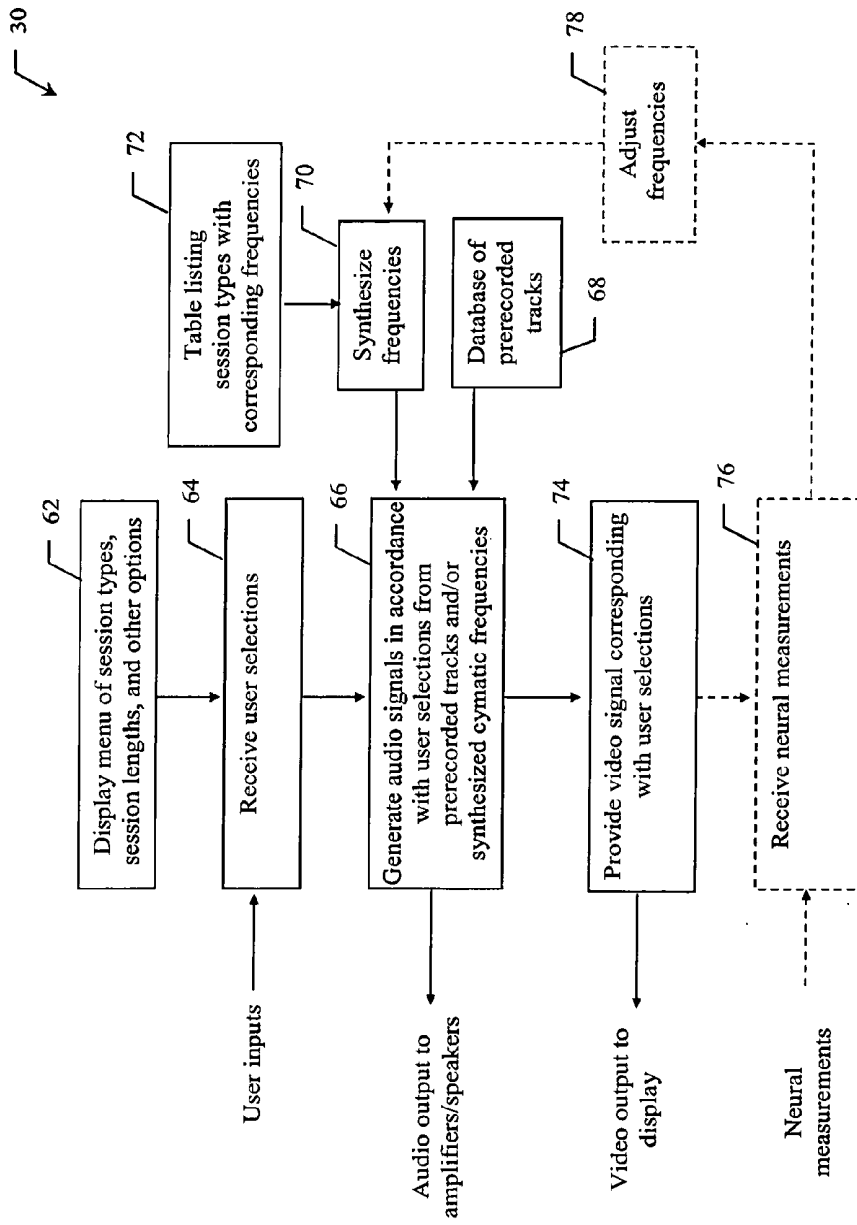 30
62
Display menu of session types,
session lengths, and other options
64
User inputs
Receive user selections
72
Table listing
session types with
corresponding frequencies
70
Synthesize
frequencies
66
Generate audio signals in accordance
with user selections from
prerecorded tracks and/or
synthesized cymatic frequencies
Database of
prerecorded
tracks
68
Audio output to
amplifiers/speakers
74
Provide video signal corresponding
with user selections
Video output to
display
78
Adjust
frequencies
76
Receive neural measurements
Neural
measurements